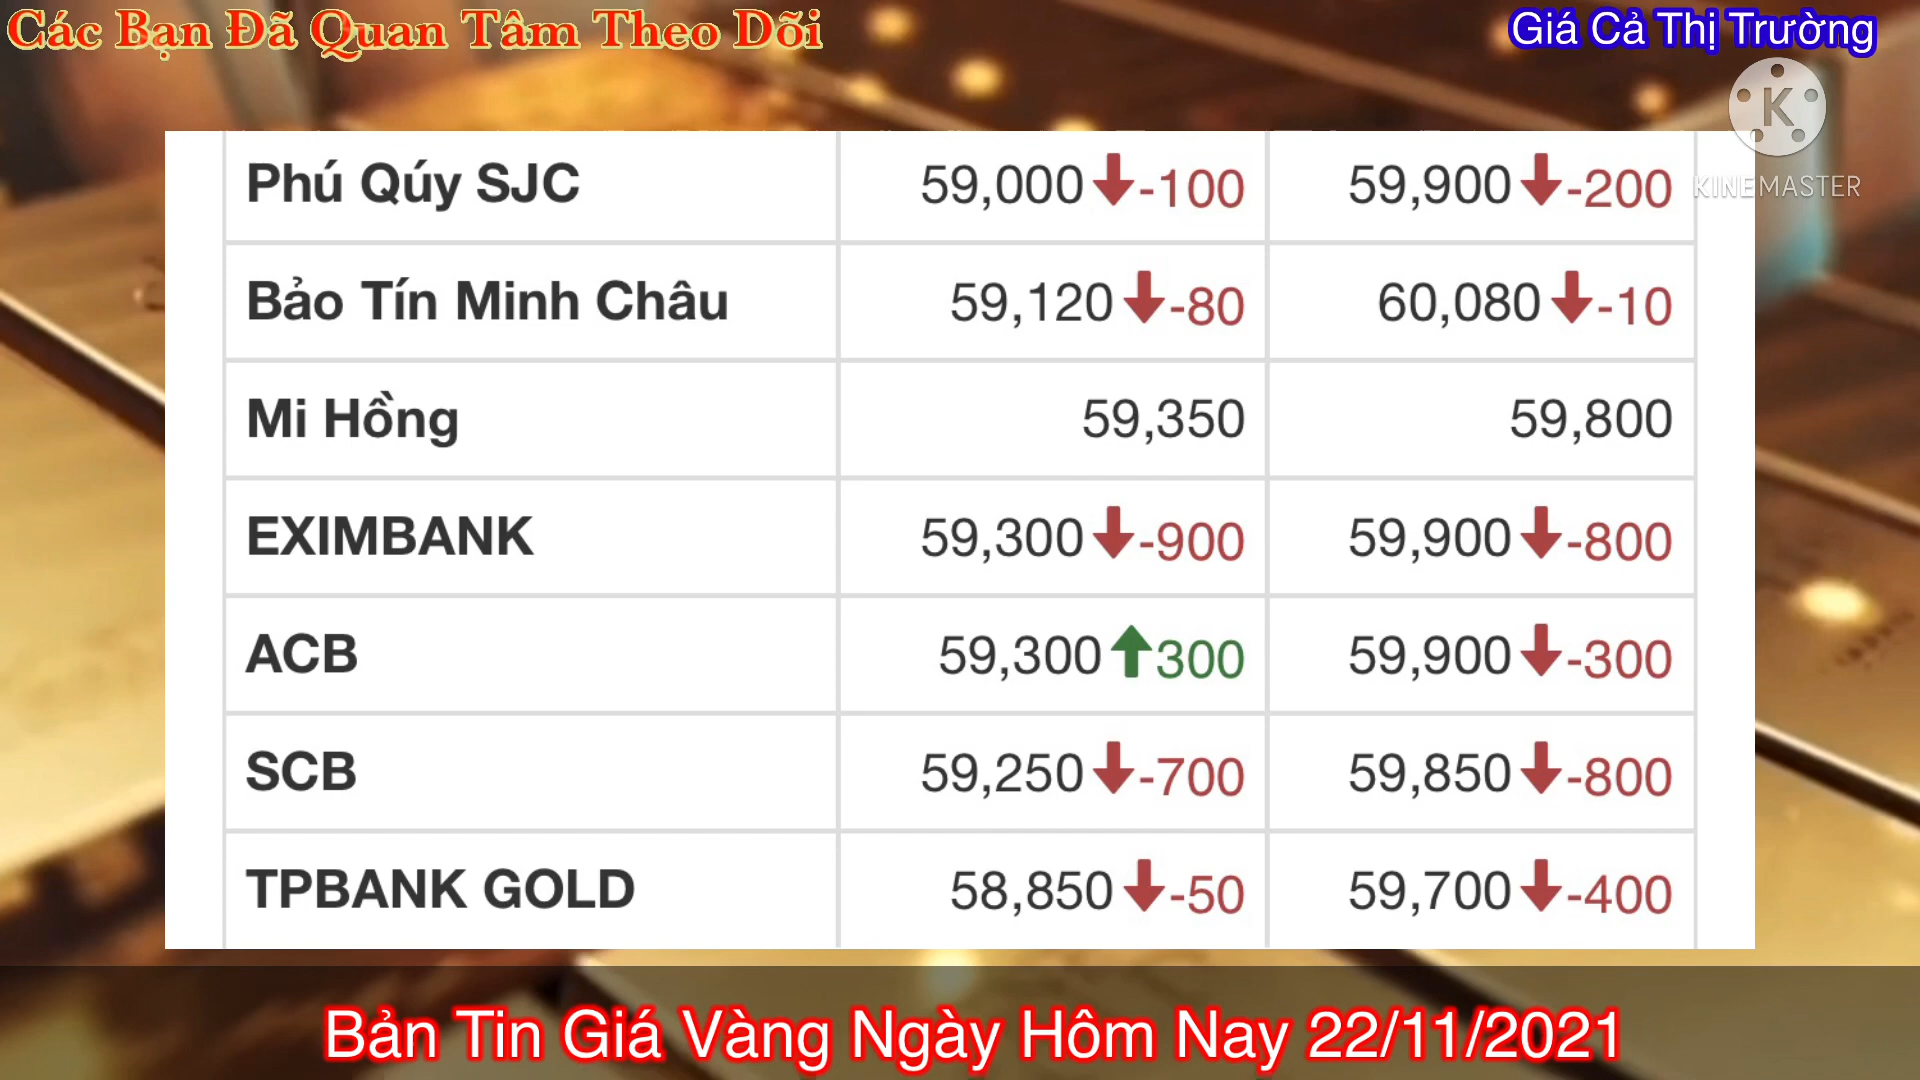 Các Bạn Đã Quan Tâm Theo Dõi
Giá Cả Thị Trường
K
KINEMASTER
Phú Qúy SJC 59,000 -100 59,900 -200
Bảo Tín Minh Châu 59,120 -80 60,080 -10
Mi Hồng 59,350 59,800
EXIMBANK 59,300 -900 59,900 -800
ACB 59,300 300 59,900 -300
SCB 59,250 -700 59,850 -800
TPBANK GOLD 58,850 -50 59,700 -400
Bản Tin Giá Vàng Ngày Hôm Nay 22/11/2021